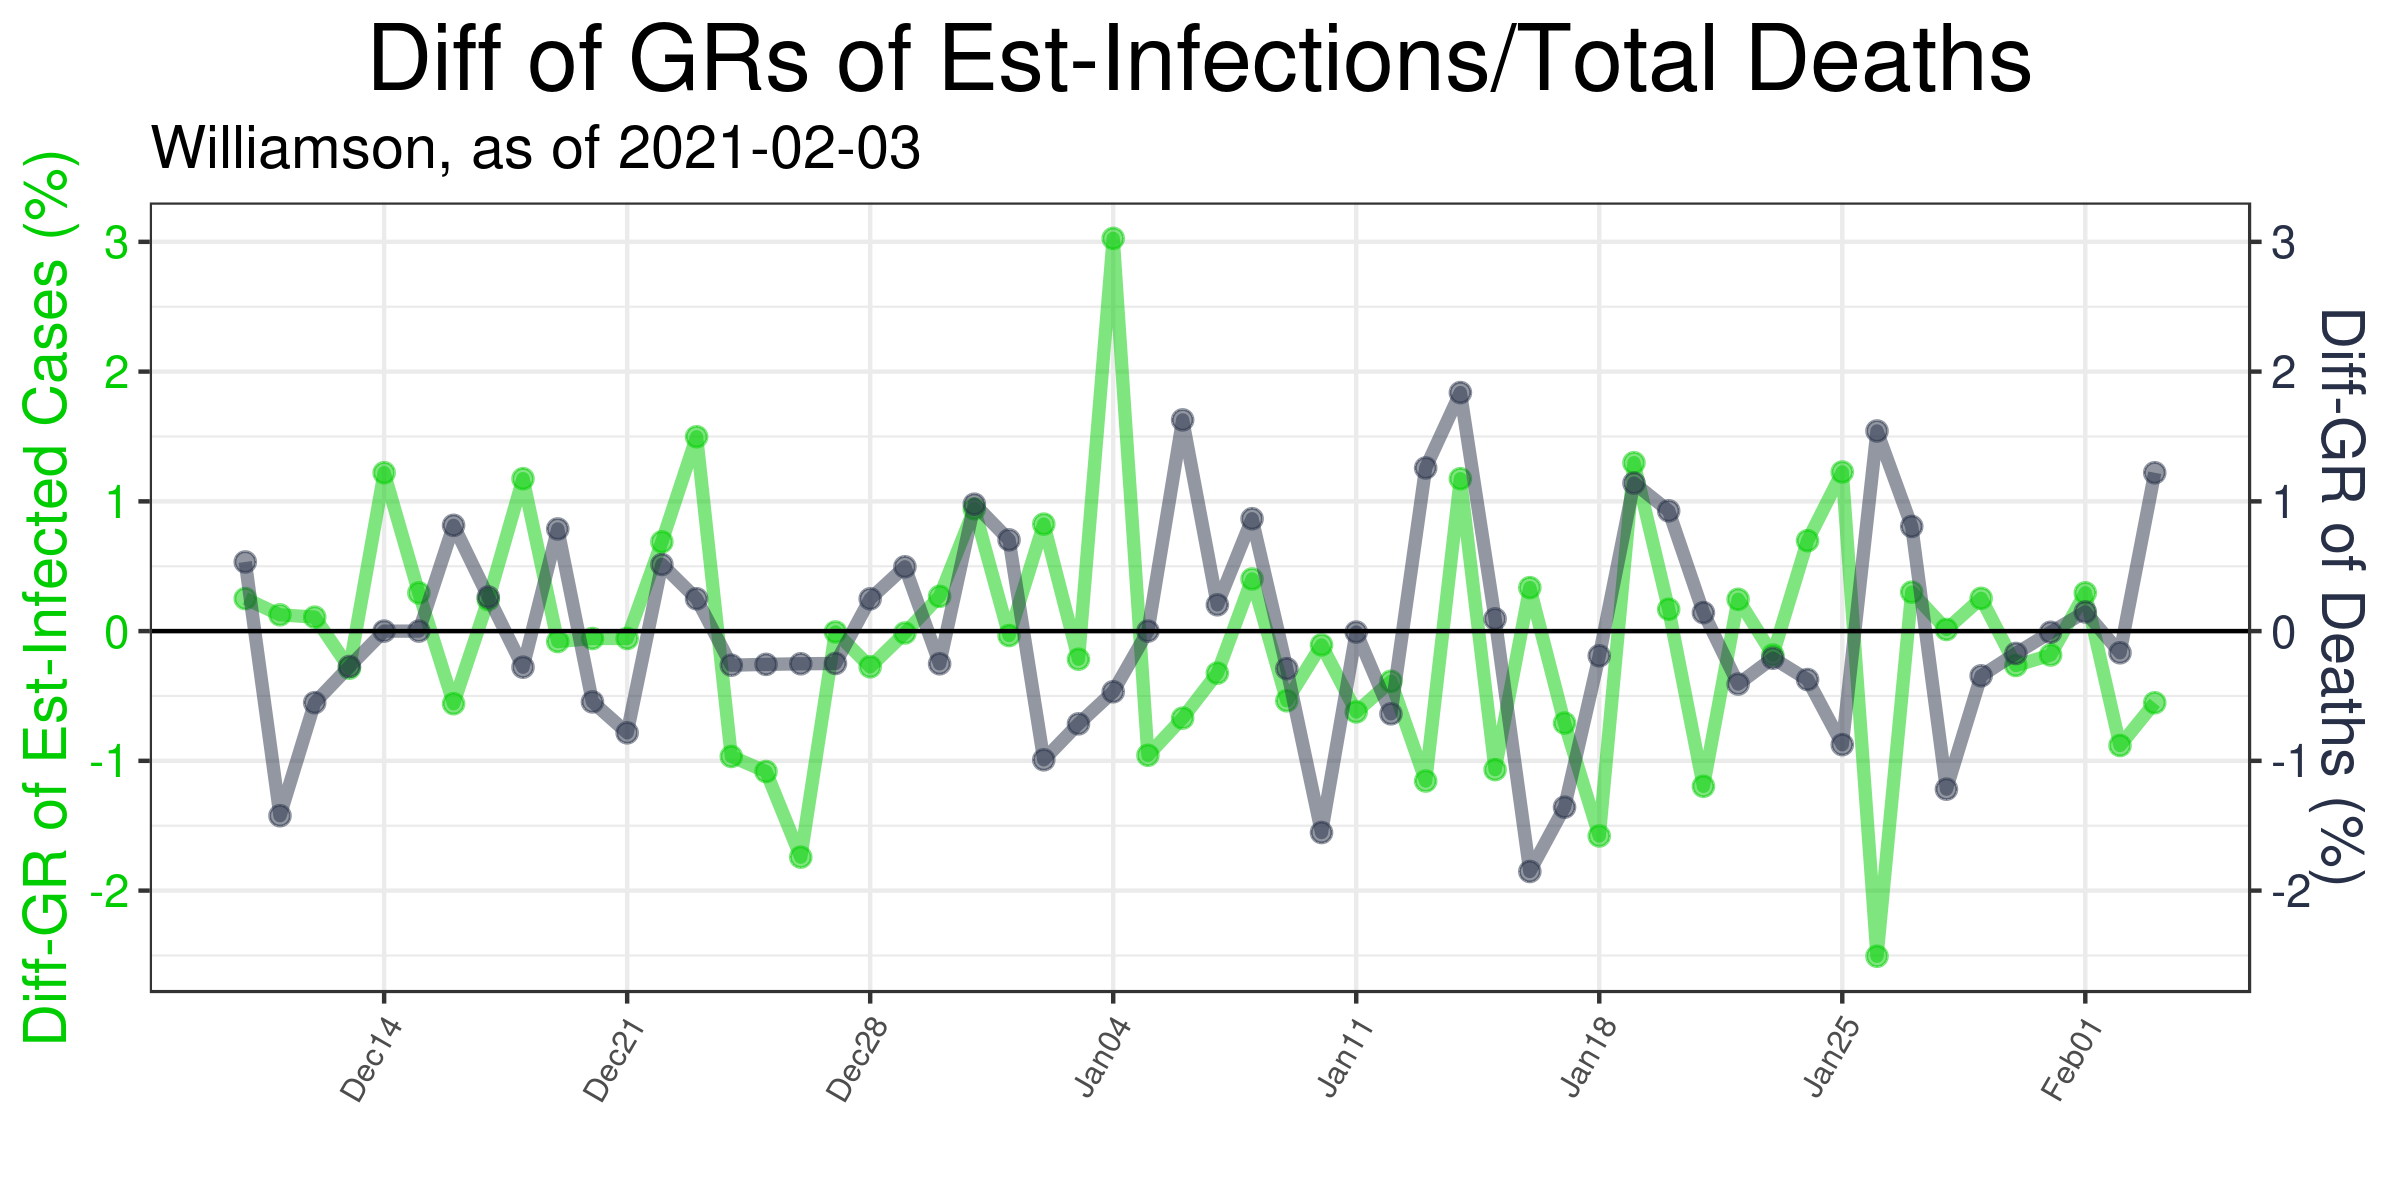 Diff of GRs of Est-Infections/Total Deaths
Williamson, as of 2021-02-03
Diff-GR of Est-Infected Cases (%)
3
2
1
0
-1
-2
3
2
1
0
-1
-2
Diff-GR of Deaths (%)
Dec14
Dec21
Dec28
Jan04
Jan11
Jan18
Jan25
Feb01